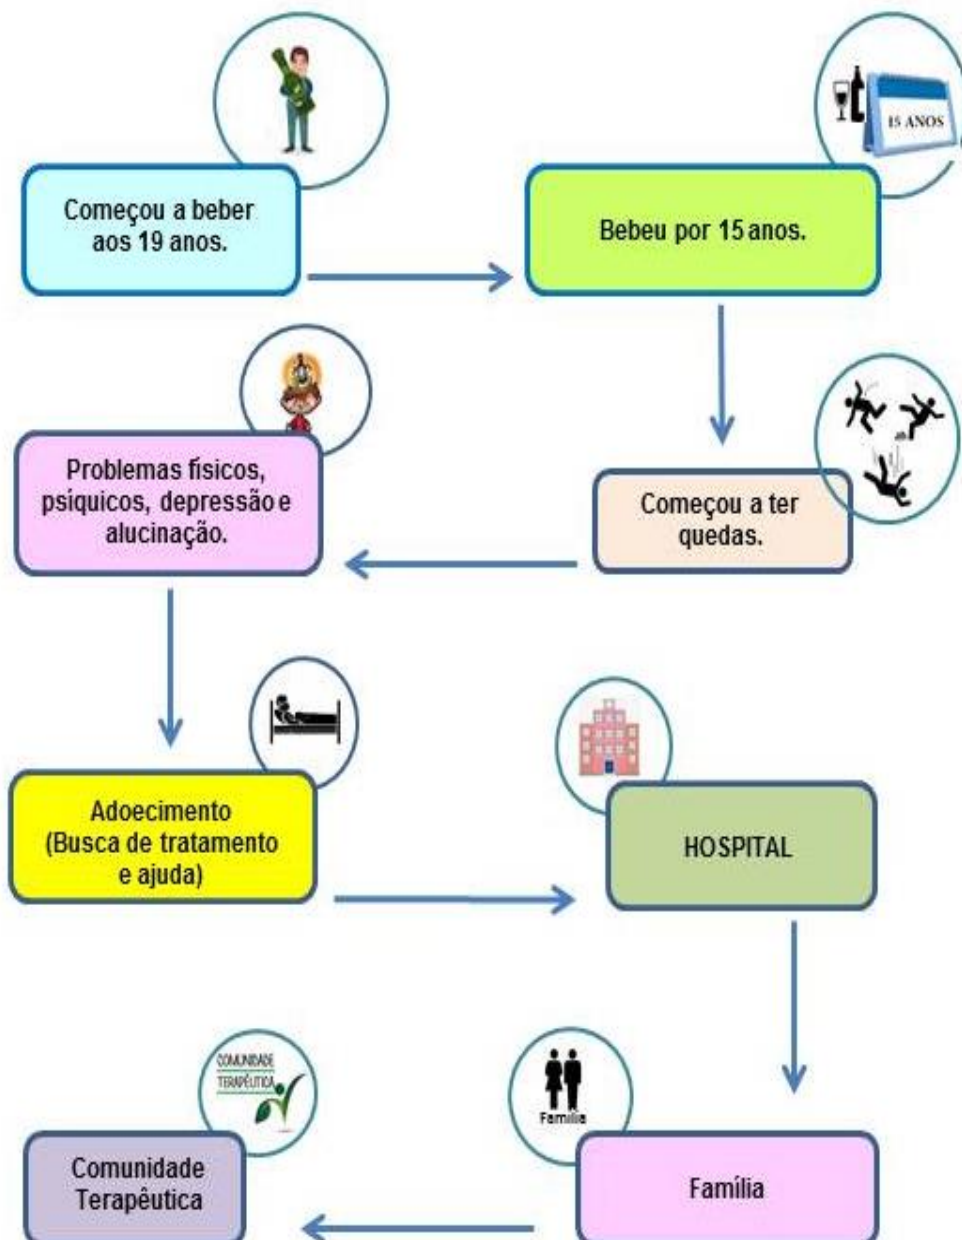 Começou a beber
aos 19 anos.
15 ANOS
Bebeu por 15 anos.
Começou a ter
quedas.
Problemas físicos,
psíquicos, depressão e
alucinação.
Adoecimento
(Busca de tratamento
e ajuda)
HOSPITAL
Família
Família
COMUNIDADE
TERAPÊUTICA
Comunidade
Terapêutica